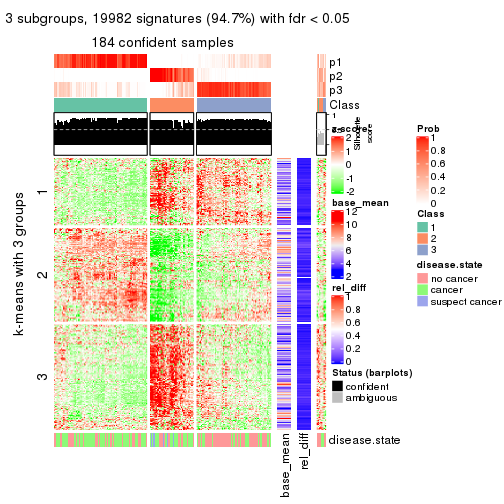 3 subgroups, 19982 signatures (94.7%) with fdr < 0.05
184 confident samples
p1
p2
p3
Class
1
Silhouette
score
z-score
2
1
0
-1
-2
base_mean
12
10
8
6
4
2
rel_diff
1
0.8
0.6
0.4
0.2
0
Status (barplots)
confident
ambiguous
Prob
1
0.8
0.6
0.4
0.2
0
Class
1
2
3
disease.state
no cancer
cancer
suspect cancer
k-means with 3 groups
1
2
3
disease.state
base_mean
rel_diff